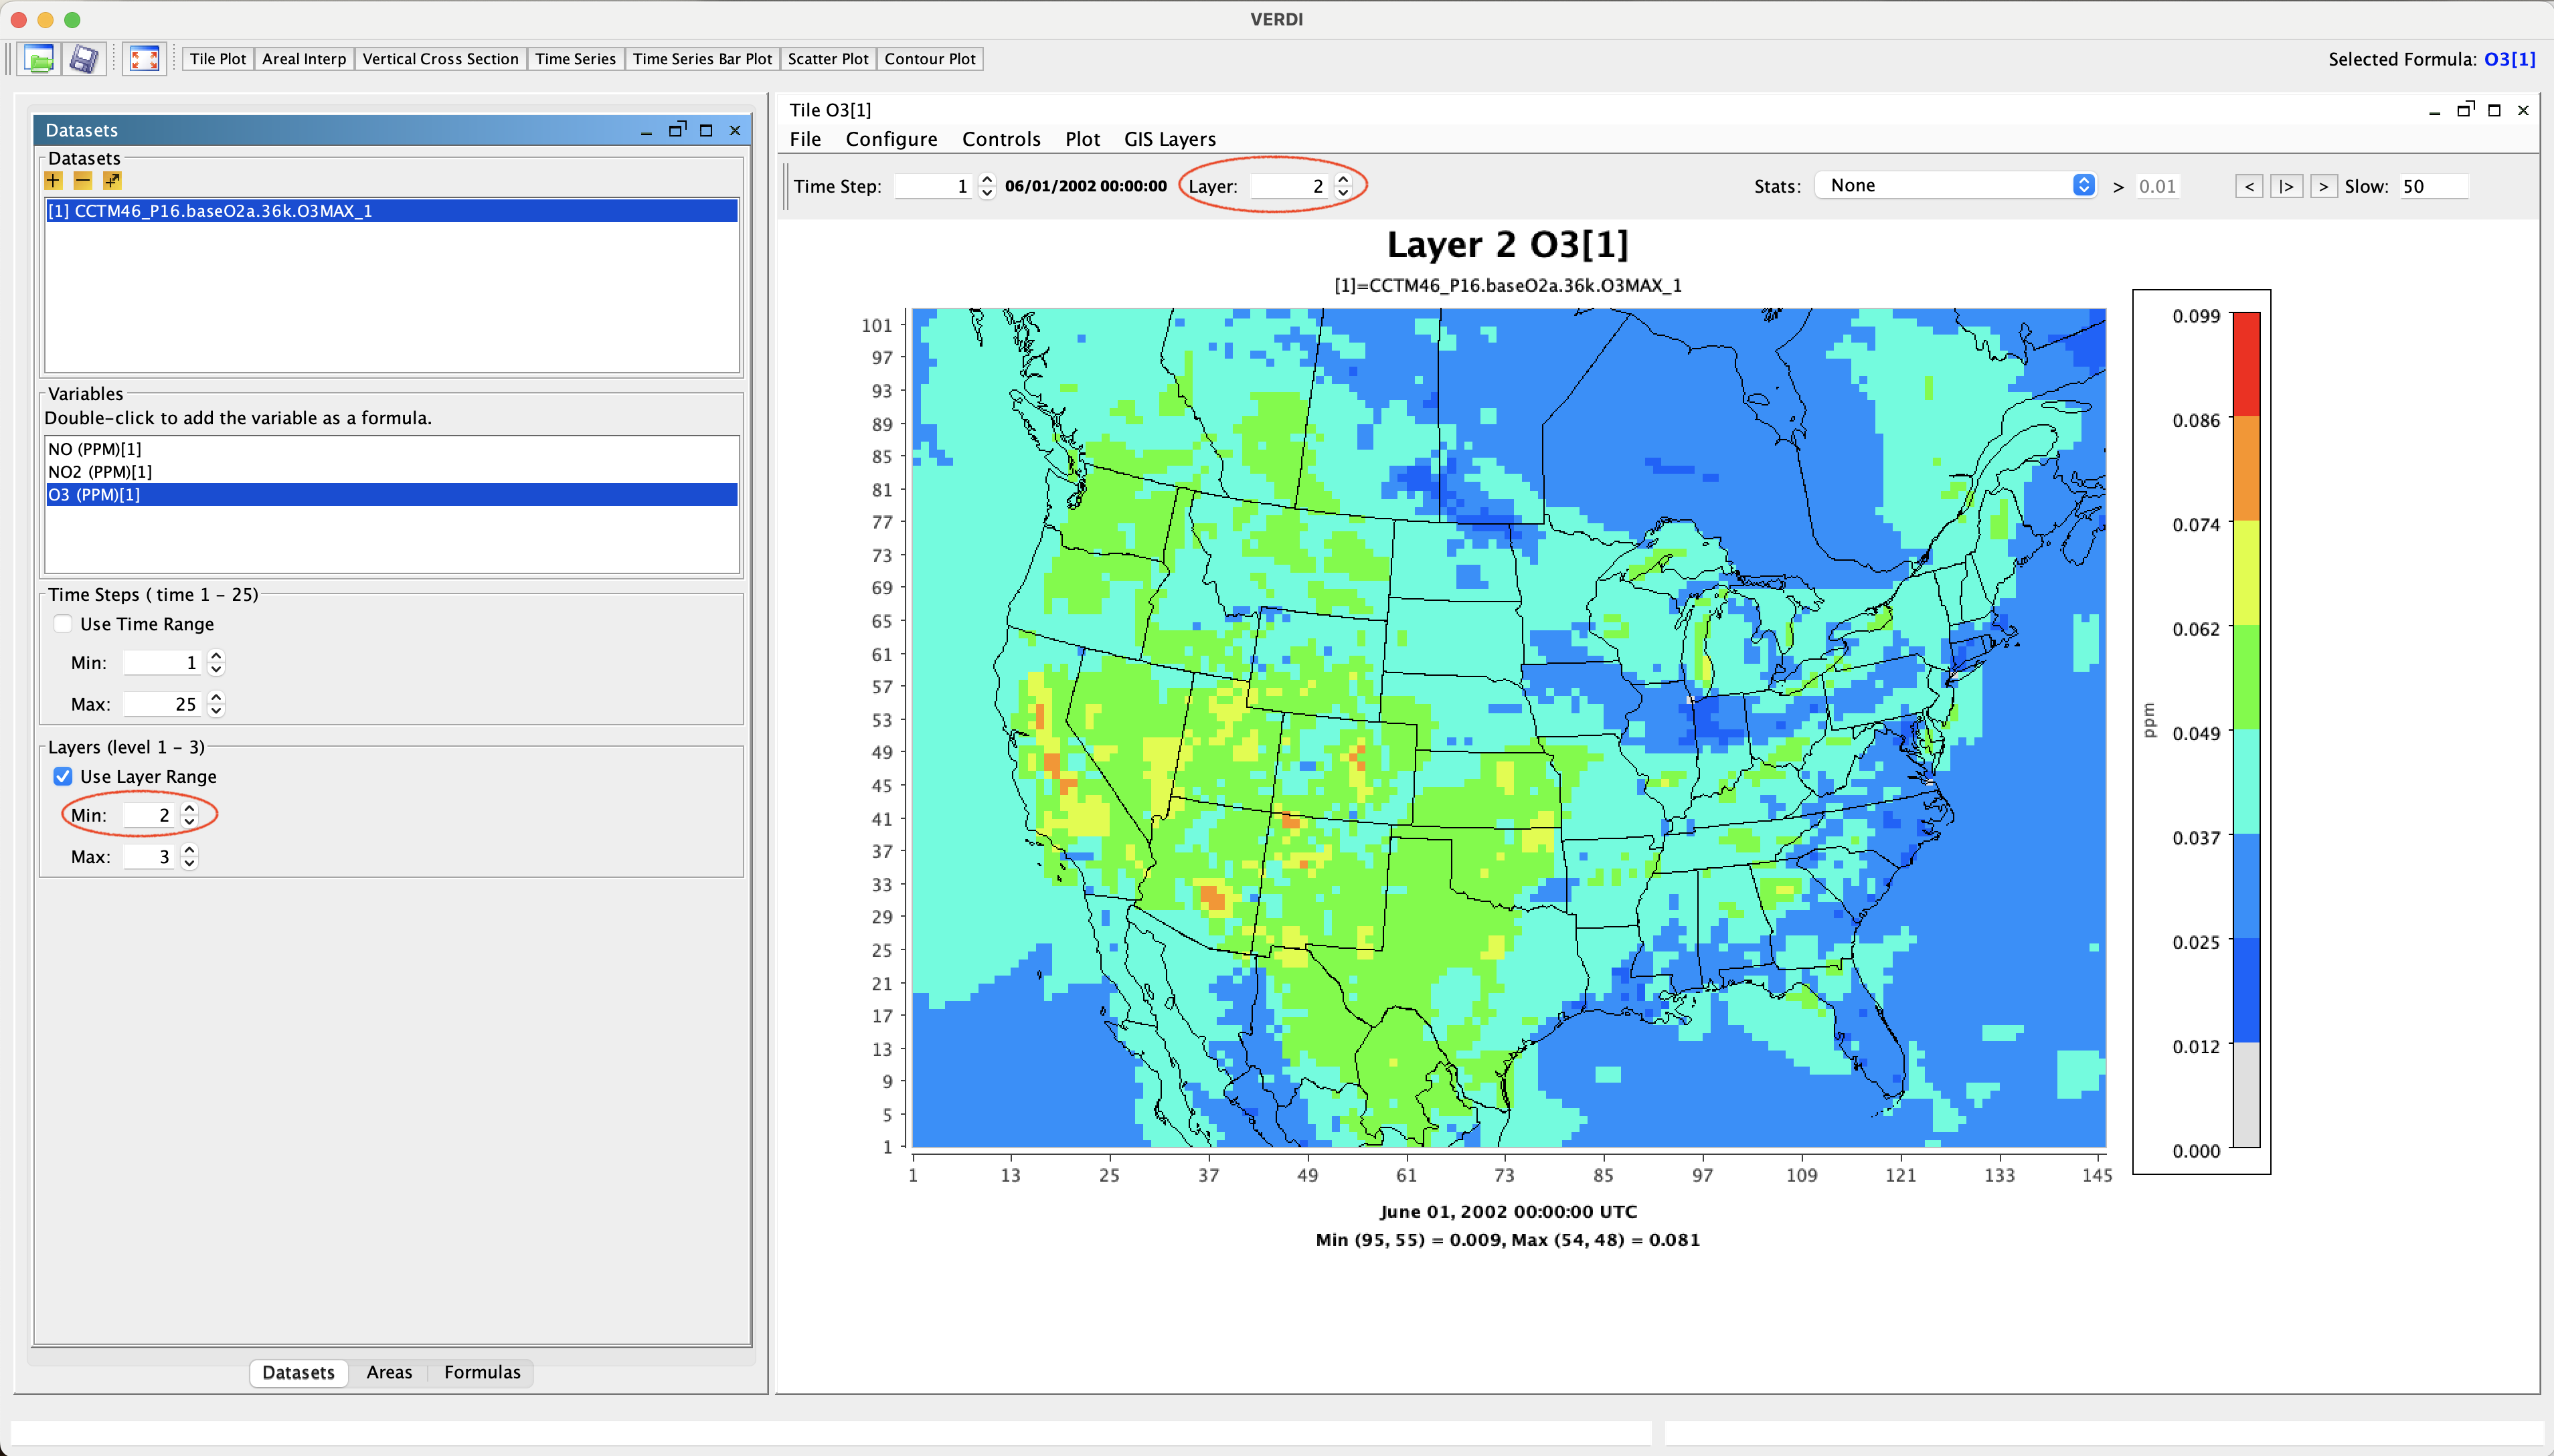 VERDI
Tile Plot Areal Interp Vertical Cross Section Time Series Time Series Bar Plot Scatter Plot Contour Plot
Selected Formula: O3[1]
Datasets
Datasets
[1] CCTM46_P16.baseO2a.36k.O3MAX_1
Variables
Double-click to add the variable as a formula.
NO (PPM)[1]
NO2 (PPM)[1]
O3 (PPM)[1]
Time Steps ( time 1 - 25)
Use Time Range
Min: 1
Max: 25
Layers (level 1 - 3)
Use Layer Range
Min: 2
Max: 3
Datasets Areas Formulas
Tile O3[1]
File Configure Controls Plot GIS Layers
Time Step: 1 06/01/2002 00:00:00 Layer: 2 Stats: None > 0.01 < |> > Slow: 50
Layer 2 O3[1]
[1]=CCTM46_P16.baseO2a.36k.O3MAX_1
101
97
93
89
85
81
77
73
69
65
61
57
53
49
45
41
37
33
29
25
21
17
13
9
5
1
1 13 25 37 49 61 73 85 97 109 121 133 145
June 01, 2002 00:00:00 UTC
Min (95, 55) = 0.009, Max (54, 48) = 0.081
ppm
0.099
0.086
0.074
0.062
0.049
0.037
0.025
0.012
0.000